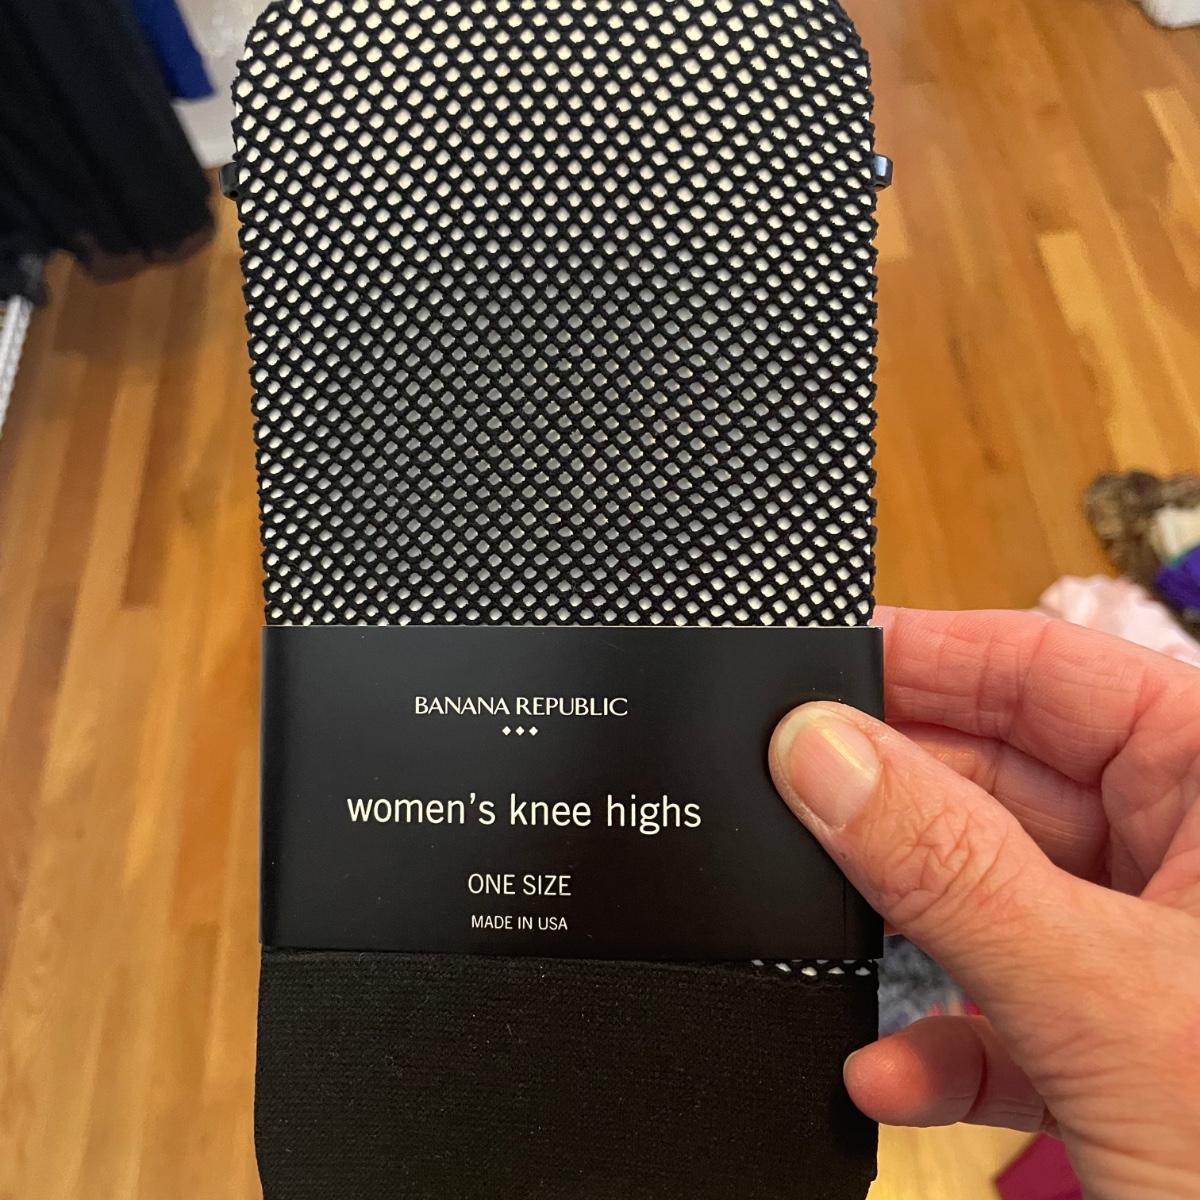 BANANA REPUBLIC
women's knee highs
ONE SIZE
MADE IN USA